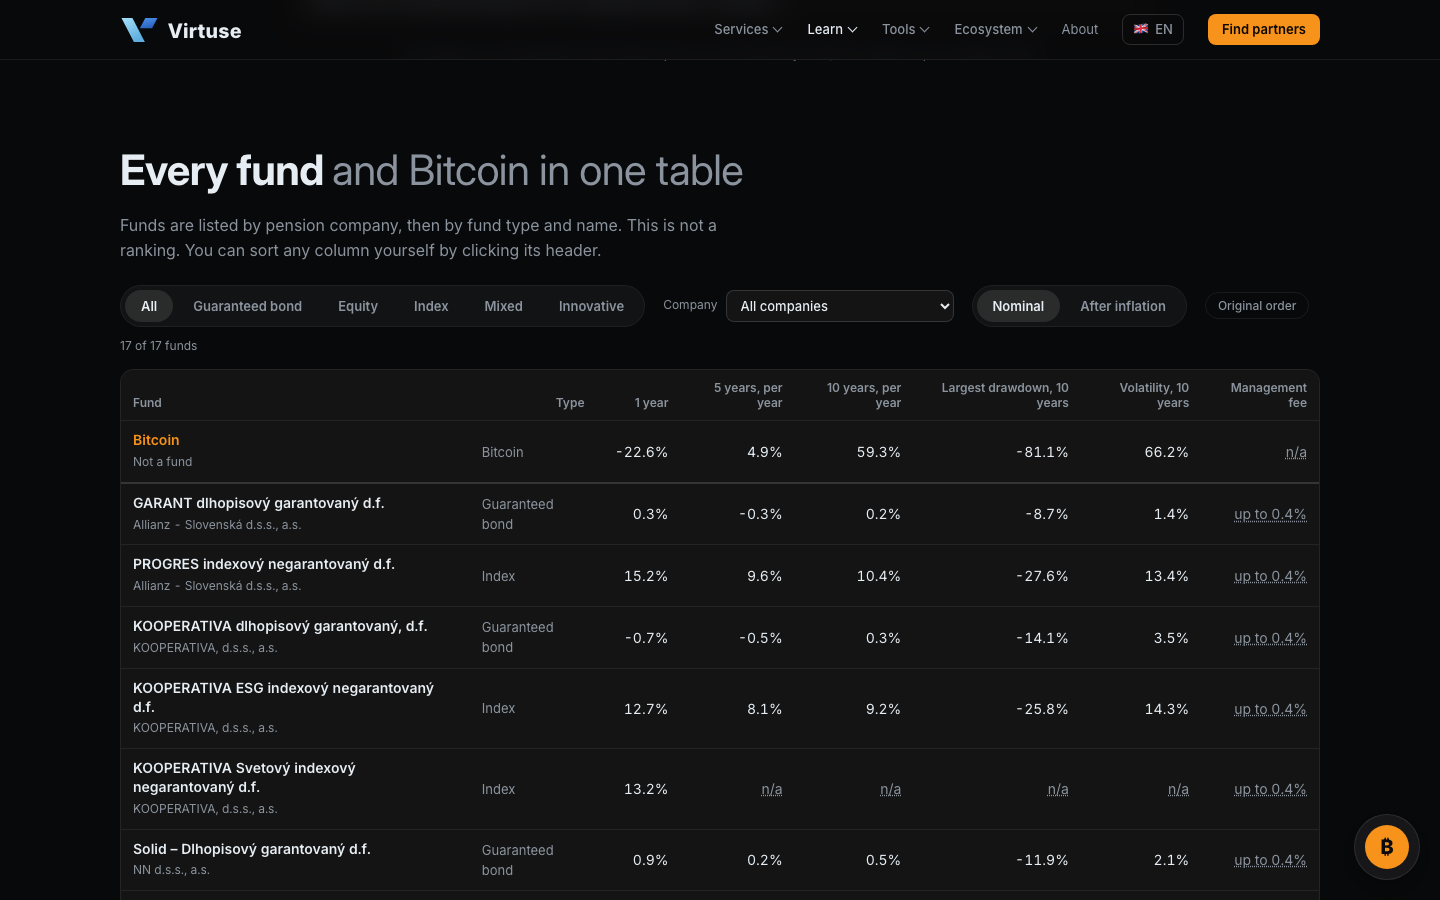 Virtuse
Services Learn Tools Ecosystem About EN Find partners
Every fund and Bitcoin in one table
Funds are listed by pension company, then by fund type and name. This is not a
ranking. You can sort any column yourself by clicking its header.
All Guaranteed bond Equity Index Mixed Innovative Company All companies Nominal After inflation Original order
17 of 17 funds
Fund Type 1 year 5 years, per year 10 years, per year Largest drawdown, 10 years Volatility, 10 years Management fee
Bitcoin
Not a fund
Bitcoin -22.6% 4.9% 59.3% -81.1% 66.2% n/a
GARANT dlhopisový garantovaný d.f.
Allianz - Slovenská d.s.s., a.s.
Guaranteed bond 0.3% -0.3% 0.2% -8.7% 1.4% up to 0.4%
PROGRES indexový negarantovaný d.f.
Allianz - Slovenská d.s.s., a.s.
Index 15.2% 9.6% 10.4% -27.6% 13.4% up to 0.4%
KOOPERATIVA dlhopisový garantovaný, d.f.
KOOPERATIVA, d.s.s., a.s.
Guaranteed bond -0.7% -0.5% 0.3% -14.1% 3.5% up to 0.4%
KOOPERATIVA ESG indexový negarantovaný
d.f.
KOOPERATIVA, d.s.s., a.s.
Index 12.7% 8.1% 9.2% -25.8% 14.3% up to 0.4%
KOOPERATIVA Svetový indexový
negarantovaný d.f.
KOOPERATIVA, d.s.s., a.s.
Index 13.2% n/a n/a n/a n/a up to 0.4%
Solid – Dlhopisový garantovaný d.f.
NN d.s.s., a.s.
Guaranteed bond 0.9% 0.2% 0.5% -11.9% 2.1% up to 0.4%